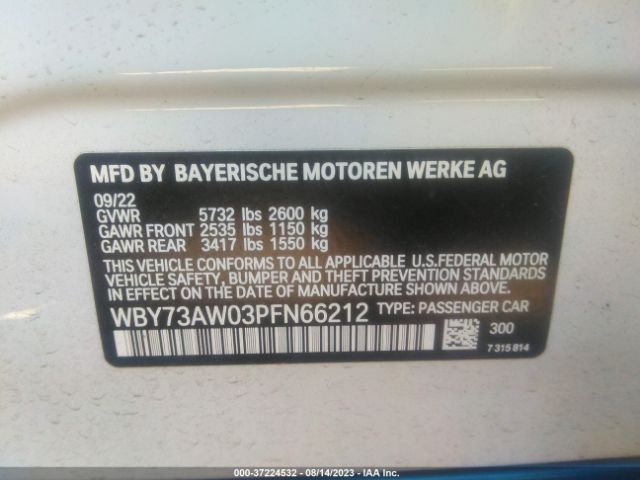 MFD BY BAYERISCHE MOTOREN WERKE AG
09/22
GVWR 5732 lbs 2600 kg
GAWR FRONT 2535 lbs 1150 kg
GAWR REAR 3417 lbs 1550 kg
THIS VEHICLE CONFORMS TO ALL APPLICABLE U.S.FEDERAL MOTOR
VEHICLE SAFETY, BUMPER AND THEFT PREVENTION STANDARDS
IN EFFECT ON THE DATE OF MANUFACTURE SHOWN ABOVE.
WBY73AW03PFN66212 TYPE: PASSENGER CAR
300
7 315 814
000-37224532 - 08/14/2023 - IAA Inc.